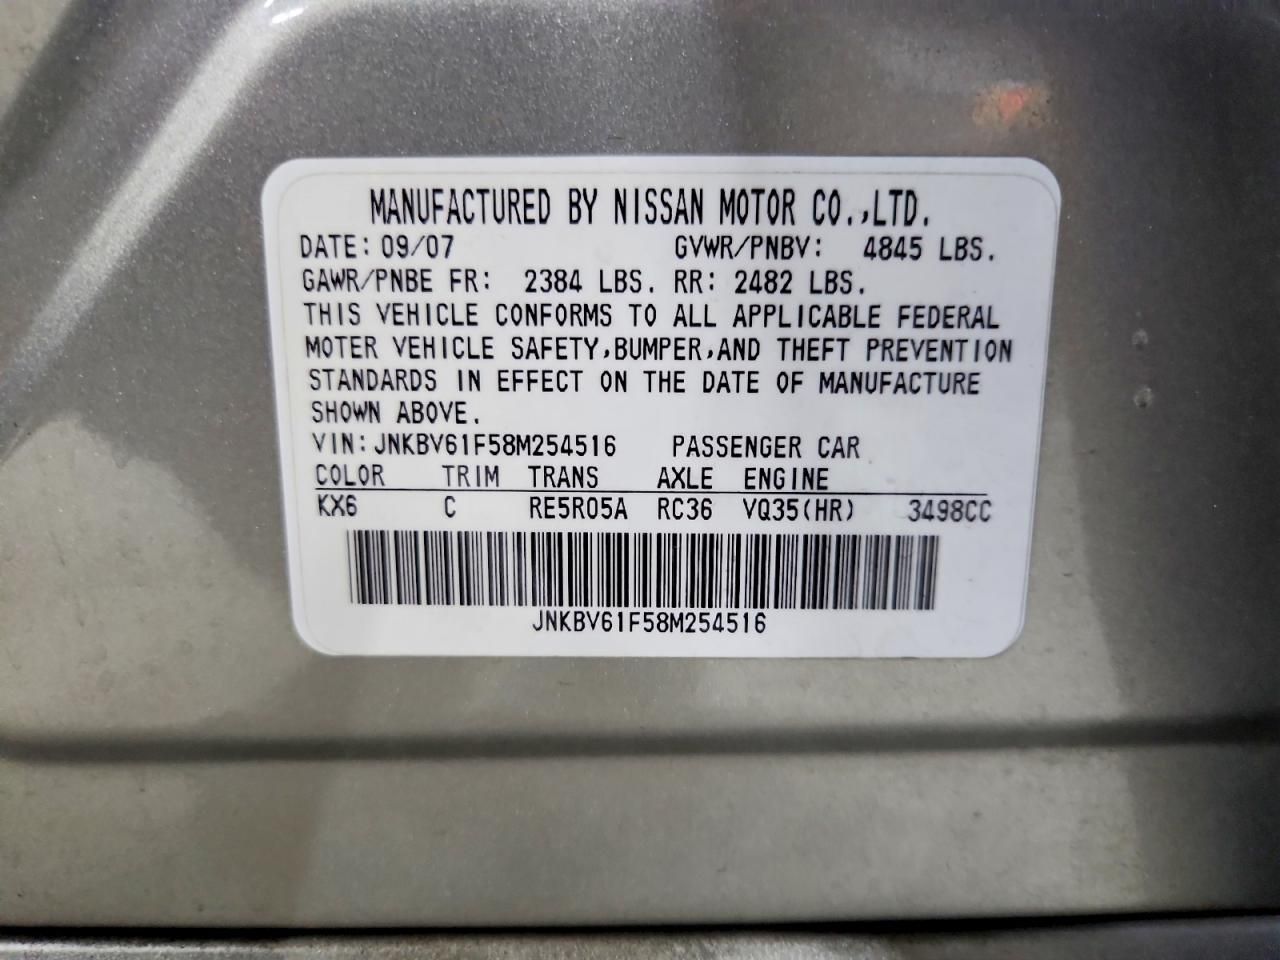 MANUFACTURED BY NISSAN MOTOR CO.,LTD.
DATE: 09/07 GVWR/PNBV: 4845 LBS.
GAWR/PNBE FR: 2384 LBS. RR: 2482 LBS.
THIS VEHICLE CONFORMS TO ALL APPLICABLE FEDERAL
MOTER VEHICLE SAFETY,BUMPER,AND THEFT PREVENTION
STANDARDS IN EFFECT ON THE DATE OF MANUFACTURE
SHOWN ABOVE.
VIN: JNKBV61F58M254516 PASSENGER CAR
COLOR TRIM TRANS AXLE ENGINE
KX6 C RE5R05A RC36 VQ35(HR) 3498CC
JNKBV61F58M254516